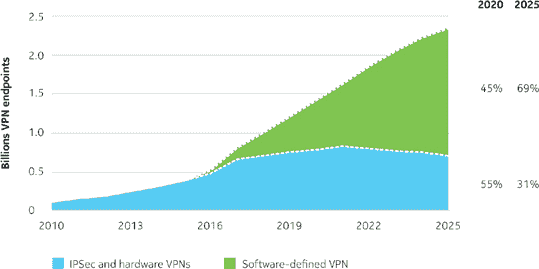 2020 2025
2.5
2.0
1.5
1.0
0.5
0
Billions VPN endpoints
45% 69%
55% 31%
2010 2013 2016 2019 2022 2025
IPSec and hardware VPNs
Software-defined VPN